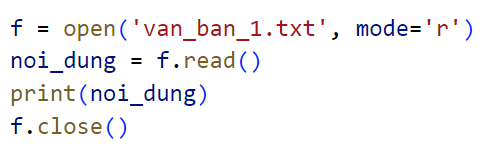 f = open('van_ban_1.txt', mode='r')
noi_dung = f.read()
print(noi_dung)
f.close()